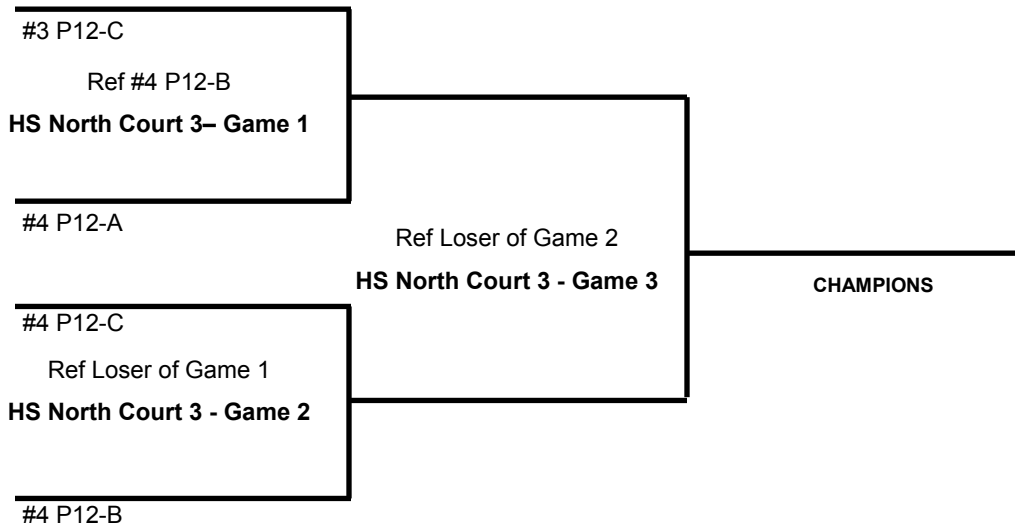 #3 P12-C
Ref #4 P12-B
HS North Court 3– Game 1
#4 P12-A
Ref Loser of Game 2
HS North Court 3 - Game 3
CHAMPIONS
#4 P12-C
Ref Loser of Game 1
HS North Court 3 - Game 2
#4 P12-B